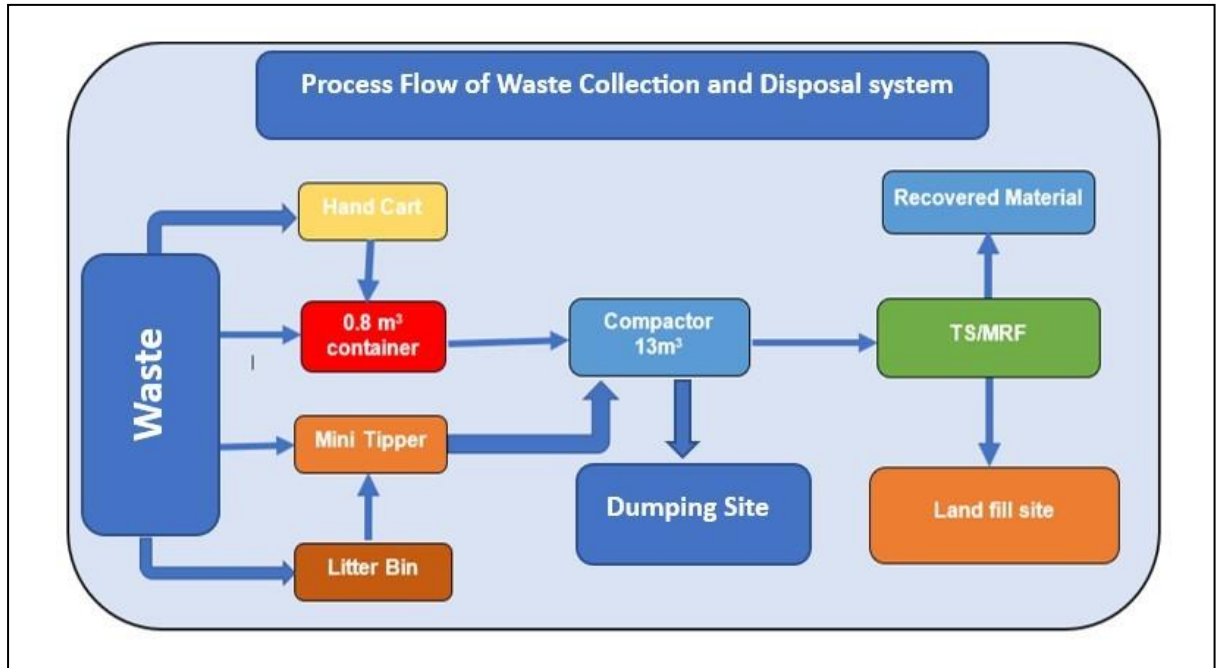 Process Flow of Waste Collection and Disposal system
Hand Cart
Recovered Material
Waste
0.8 m³
container
Compactor
13m³
TS/MRF
Mini Tipper
Dumping Site
Land fill site
Litter Bin